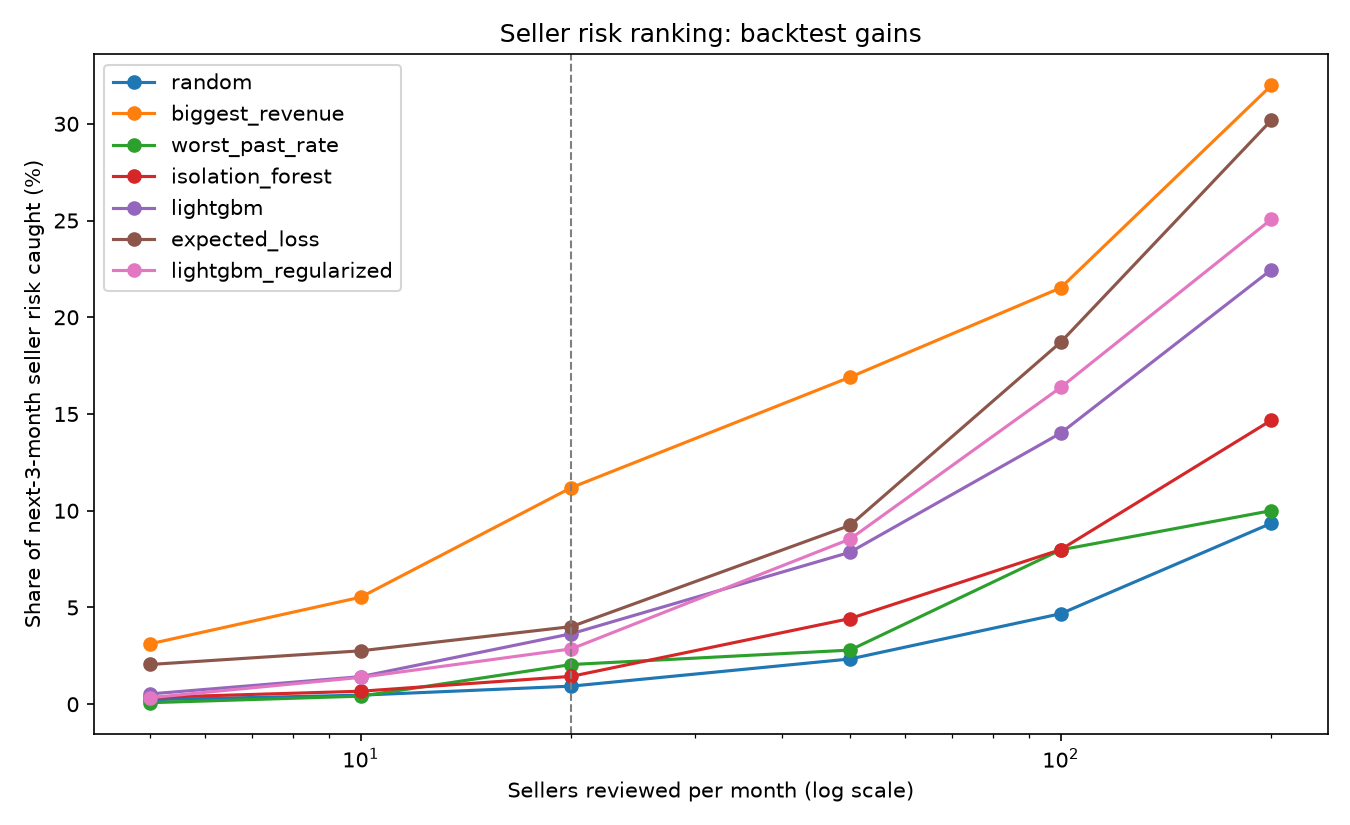 Seller risk ranking: backtest gains
random
biggest_revenue
worst_past_rate
isolation_forest
lightgbm
expected_loss
lightgbm_regularized
Share of next-3-month seller risk caught (%)
30
25
20
15
10
5
0
10¹
10²
Sellers reviewed per month (log scale)